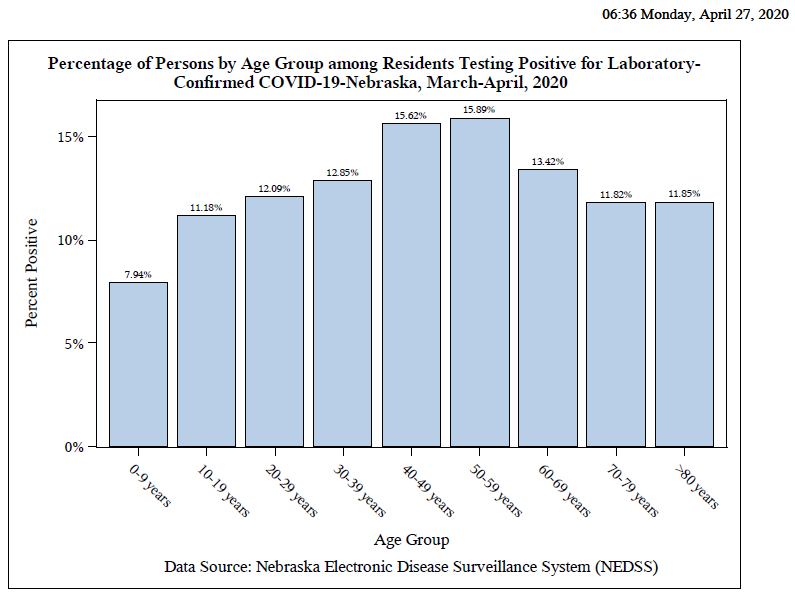 06:36 Monday, April 27, 2020
Percentage of Persons by Age Group among Residents Testing Positive for Laboratory-
Confirmed COVID-19-Nebraska, March-April, 2020
Percent Positive
15%
10%
5%
0%
7.94%
11.18%
12.09%
12.85%
15.62%
15.89%
13.42%
11.82%
11.85%
0-9 years
10-19 years
20-29 years
30-39 years
40-49 years
50-59 years
60-69 years
70-79 years
>80 years
Age Group
Data Source: Nebraska Electronic Disease Surveillance System (NEDSS)